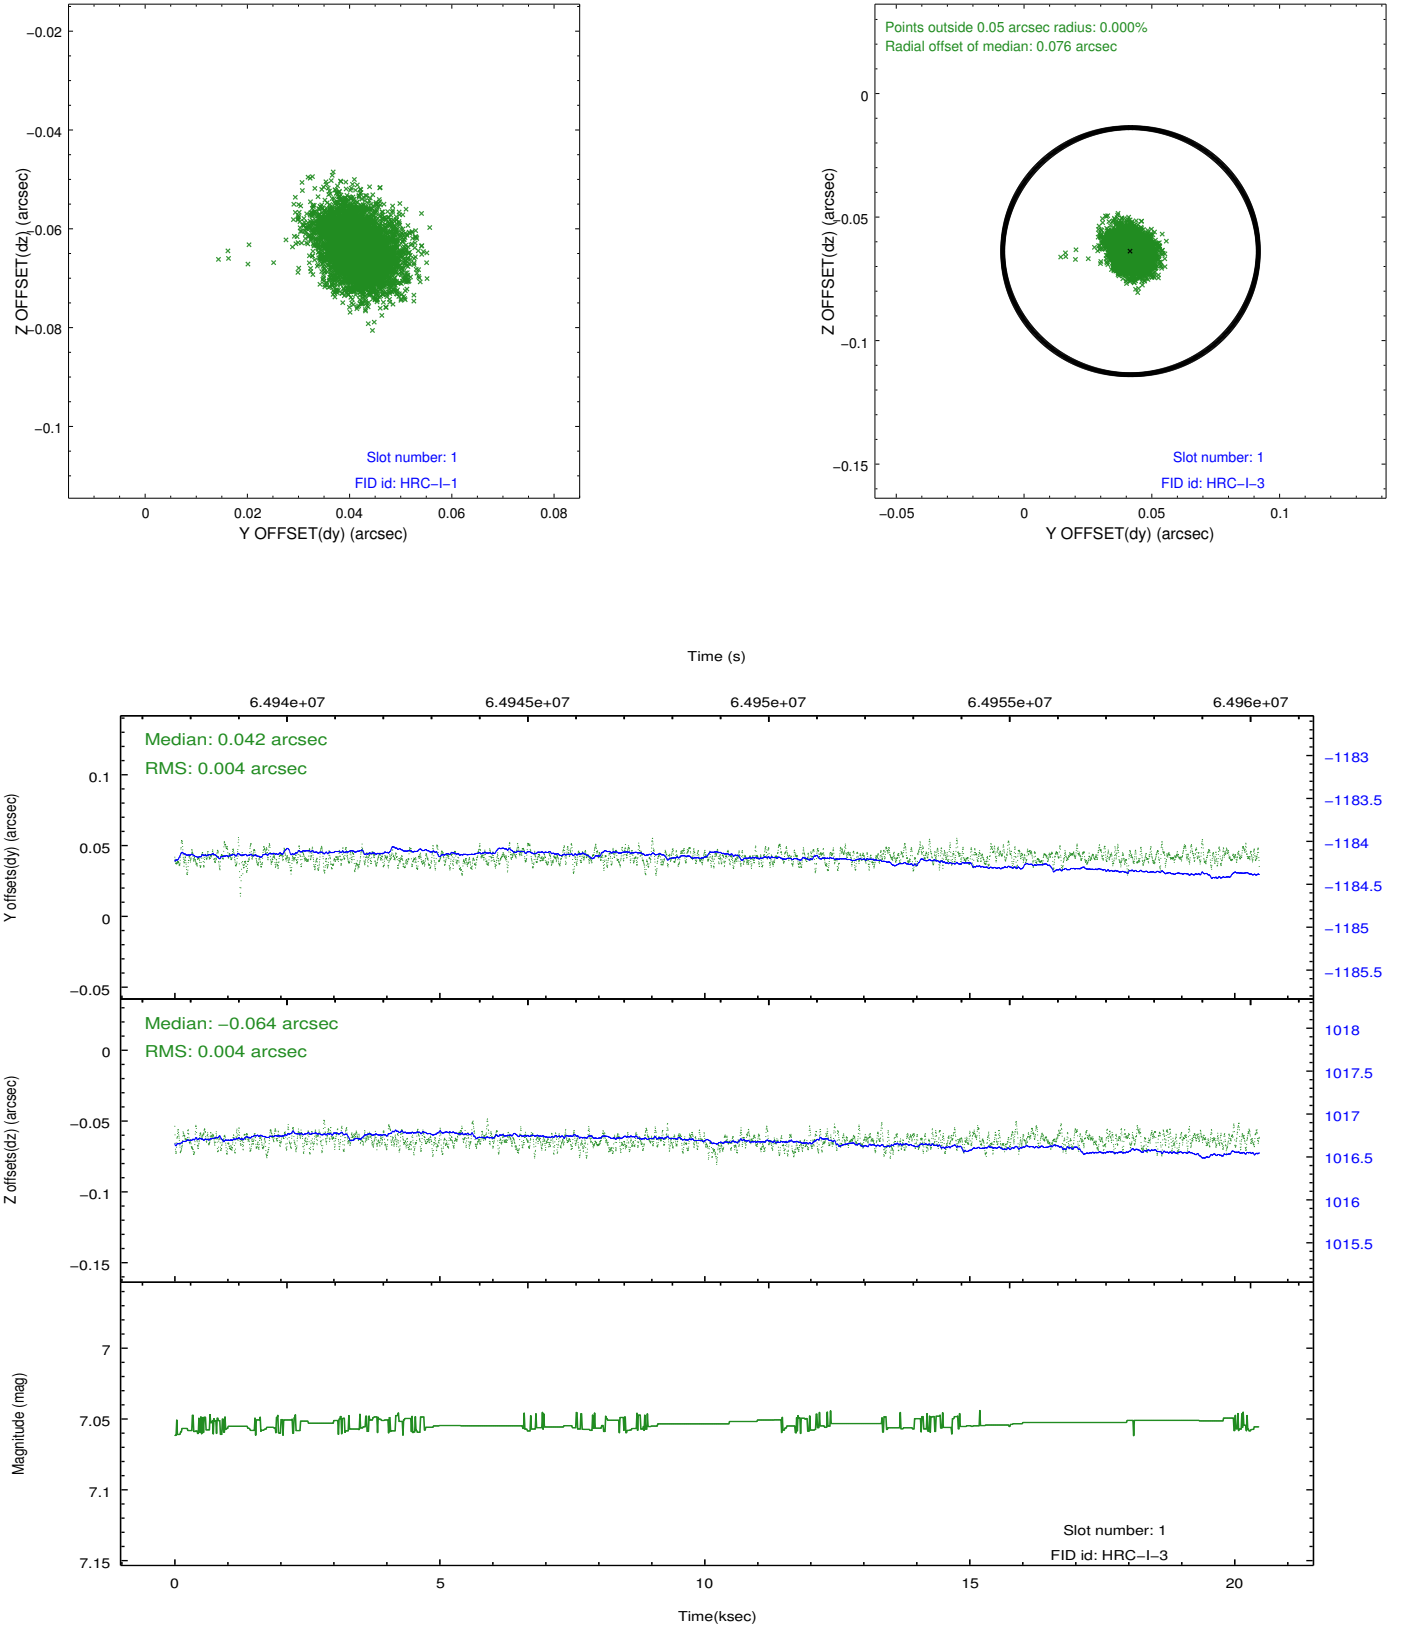 −0.02
−0.04
−0.06
−0.08
−0.1
Z OFFSET(dz) (arcsec)
Slot number: 1
FID id: HRC−I−1
0 0.02 0.04 0.06 0.08
Y OFFSET(dy) (arcsec)
Points outside 0.05 arcsec radius: 0.000%
Radial offset of median: 0.076 arcsec
0
−0.05
−0.1
−0.15
Z OFFSET(dz) (arcsec)
Slot number: 1
FID id: HRC−I−3
−0.05 0 0.05 0.1
Y OFFSET(dy) (arcsec)
Time (s)
6.494e+07 6.4945e+07 6.495e+07 6.4955e+07 6.496e+07
Median: 0.042 arcsec
RMS: 0.004 arcsec
0.1
0.05
0
−0.05
Y offsets(dy) (arcsec)
−1183
−1183.5
−1184
−1184.5
−1185
−1185.5
Median: −0.064 arcsec
RMS: 0.004 arcsec
0
−0.05
−0.1
−0.15
Z offsets(dz) (arcsec)
1018
1017.5
1017
1016.5
1016
1015.5
7
7.05
7.1
7.15
Magnitude (mag)
Slot number: 1
FID id: HRC−I−3
0 5 10 15 20
Time(ksec)